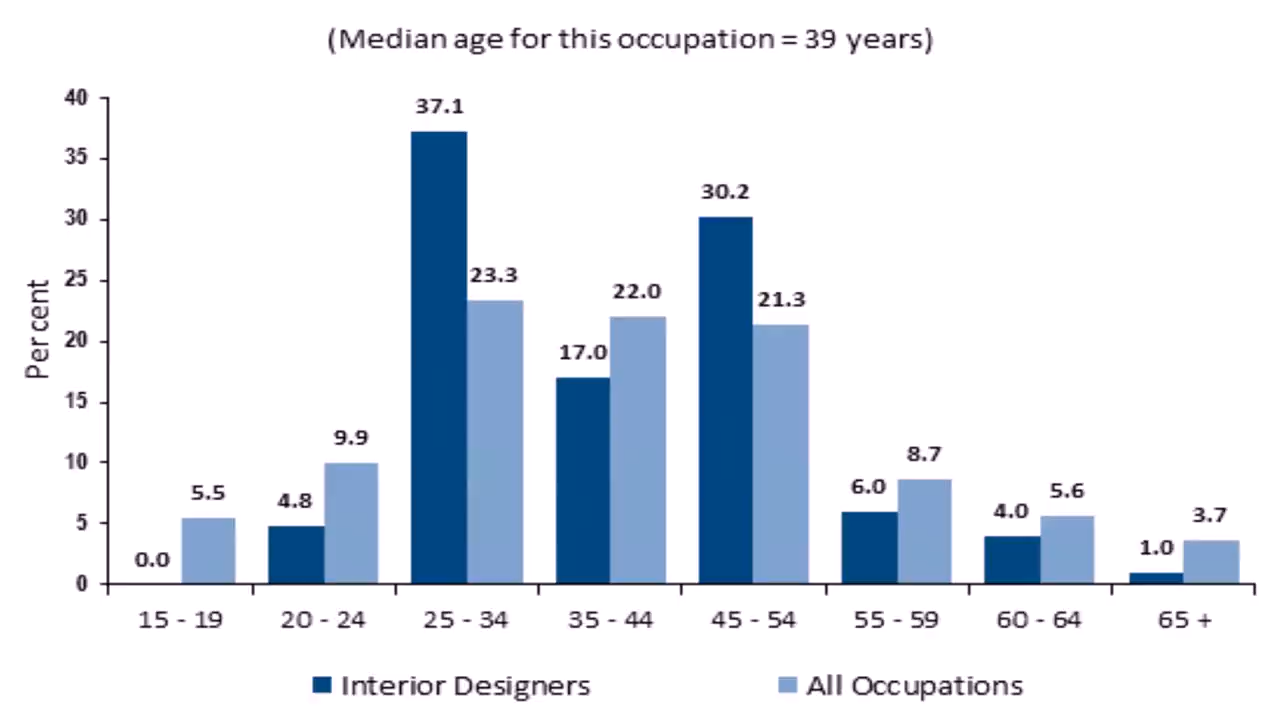 (Median age for this occupation = 39 years)
Per cent
40
35
30
25
20
15
10
5
0
0.0
5.5
4.8
9.9
37.1
23.3
17.0
22.0
30.2
21.3
6.0
8.7
4.0
5.6
1.0
3.7
15 - 19
20 - 24
25 - 34
35 - 44
45 - 54
55 - 59
60 - 64
65 +
Interior Designers
All Occupations